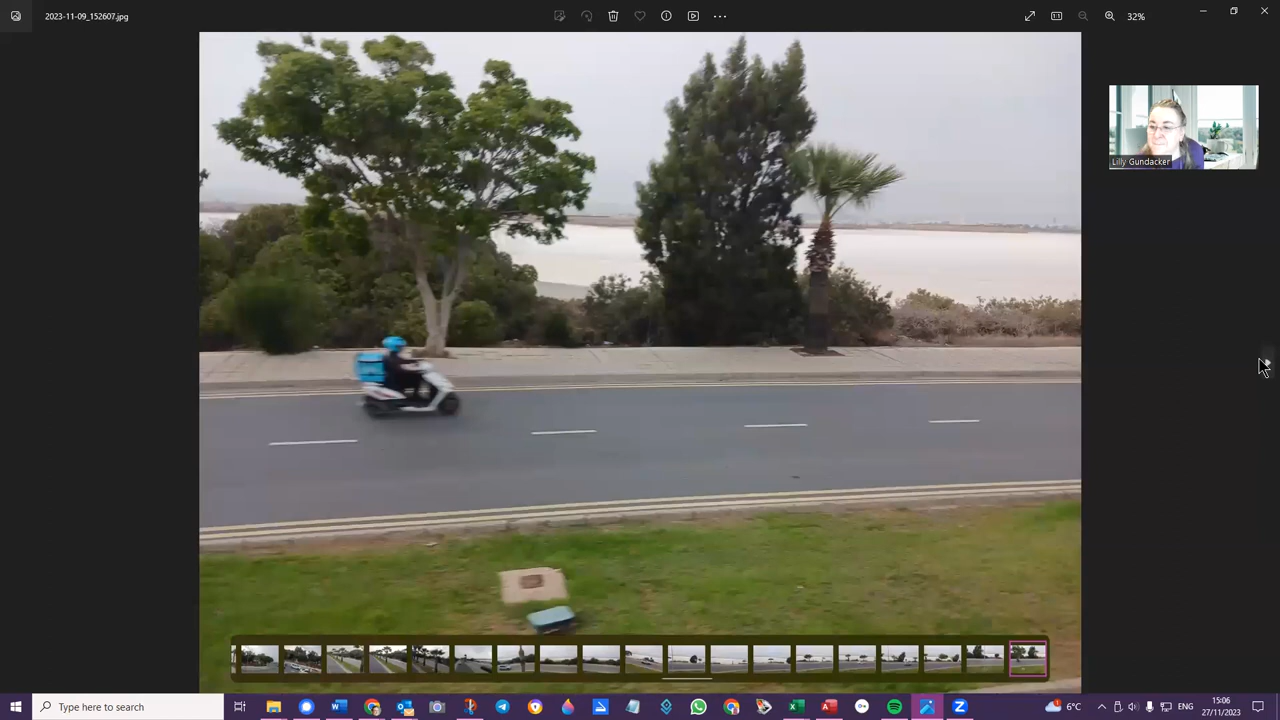 2023-11-09_152607.jpg
32%
Lilly Gundacker
Type here to search
6°C
ENG
15:06
27/11/2023